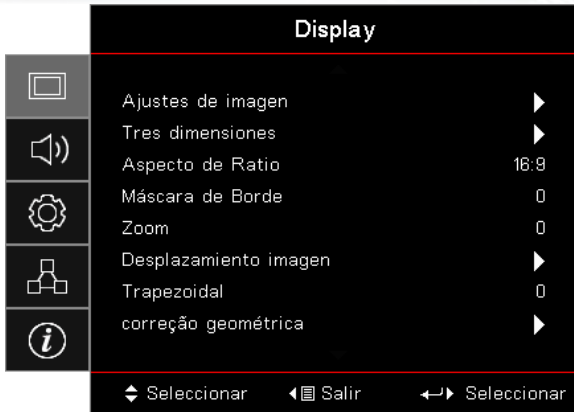 Display
Ajustes de imagen
Tres dimensiones
Aspecto de Ratio 16:9
Máscara de Borde 0
Zoom 0
Desplazamiento imagen
Trapezoidal 0
correção geométrica
Seleccionar Salir Seleccionar